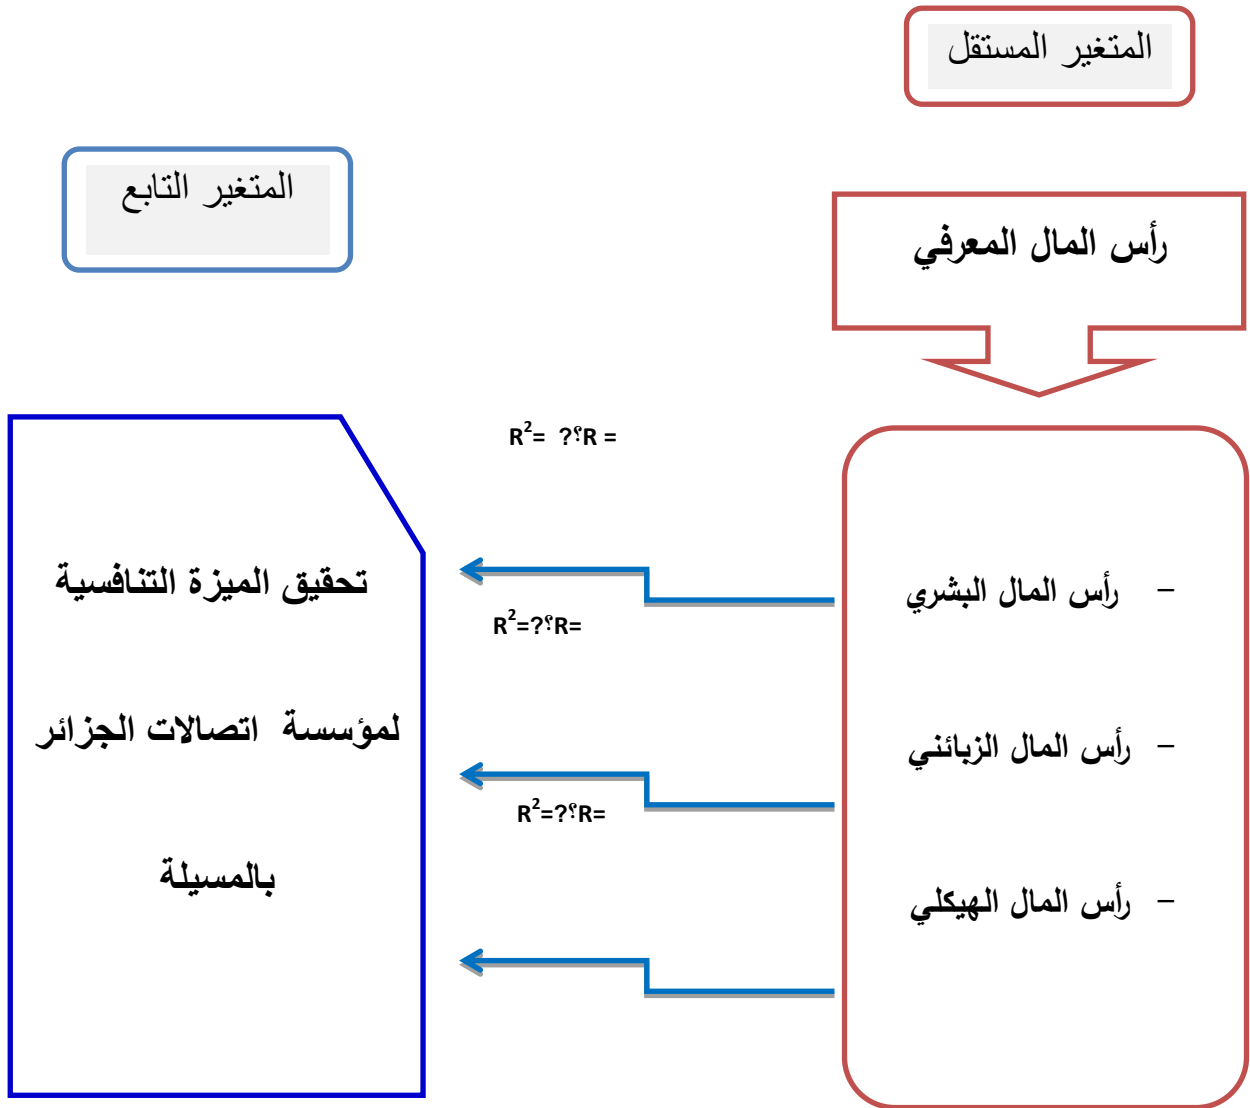 المتغير المستقل
المتغير التابع
رأس المال المعرفي
R²= ?؟R =
تحقيق الميزة التنافسية
- رأس المال البشري
R²=?؟R=
لمؤسسة اتصالات الجزائر
- رأس المال الزبائني
R²=?؟R=
بالمسيلة
- رأس المال الهيكلي